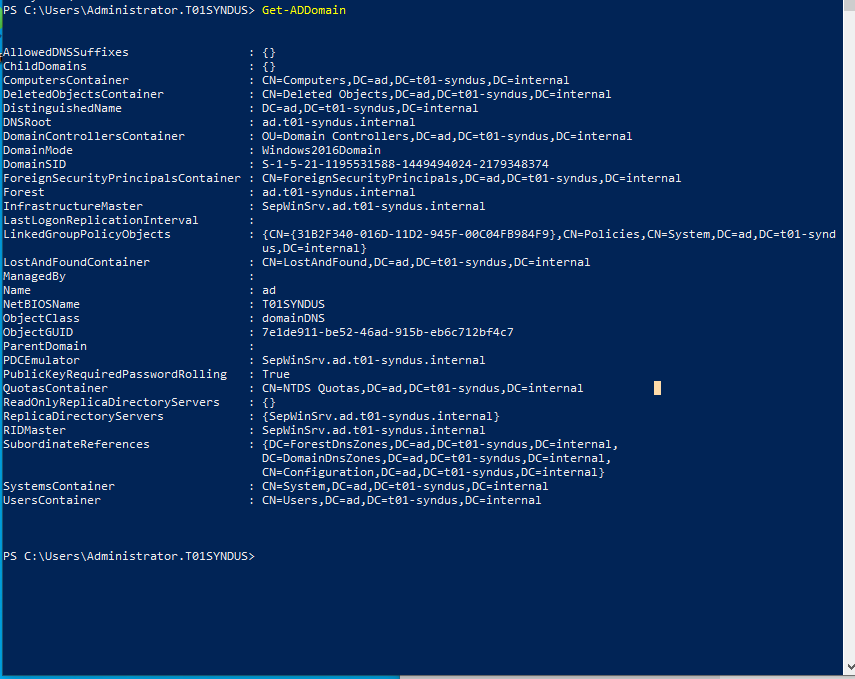 PS C:\Users\Administrator.T01SYNDUS> Get-ADDomain
AllowedDNSSuffixes : {}
ChildDomains : {}
ComputersContainer : CN=Computers,DC=ad,DC=t01-syndus,DC=internal
DeletedObjectsContainer : CN=Deleted Objects,DC=ad,DC=t01-syndus,DC=internal
DistinguishedName : DC=ad,DC=t01-syndus,DC=internal
DNSRoot : ad.t01-syndus.internal
DomainControllersContainer : OU=Domain Controllers,DC=ad,DC=t01-syndus,DC=internal
DomainMode : Windows2016Domain
DomainSID : S-1-5-21-1195531588-1449494024-2179348374
ForeignSecurityPrincipalsContainer : CN=ForeignSecurityPrincipals,DC=ad,DC=t01-syndus,DC=internal
Forest : ad.t01-syndus.internal
InfrastructureMaster : SepWinSrv.ad.t01-syndus.internal
LastLogonReplicationInterval :
LinkedGroupPolicyObjects : {CN={31B2F340-016D-11D2-945F-00C04FB984F9},CN=Policies,CN=System,DC=ad,DC=t01-synd
us,DC=internal}
LostAndFoundContainer : CN=LostAndFound,DC=ad,DC=t01-syndus,DC=internal
ManagedBy :
Name : ad
NetBIOSName : T01SYNDUS
ObjectClass : domainDNS
ObjectGUID : 7e1de911-be52-46ad-915b-eb6c712bf4c7
ParentDomain :
PDCEmulator : SepWinSrv.ad.t01-syndus.internal
PublicKeyRequiredPasswordRolling : True
QuotasContainer : CN=NTDS Quotas,DC=ad,DC=t01-syndus,DC=internal
ReadOnlyReplicaDirectoryServers : {}
ReplicaDirectoryServers : {SepWinSrv.ad.t01-syndus.internal}
RIDMaster : SepWinSrv.ad.t01-syndus.internal
SubordinateReferences : {DC=ForestDnsZones,DC=ad,DC=t01-syndus,DC=internal,
DC=DomainDnsZones,DC=ad,DC=t01-syndus,DC=internal,
CN=Configuration,DC=ad,DC=t01-syndus,DC=internal}
SystemsContainer : CN=System,DC=ad,DC=t01-syndus,DC=internal
UsersContainer : CN=Users,DC=ad,DC=t01-syndus,DC=internal
PS C:\Users\Administrator.T01SYNDUS>